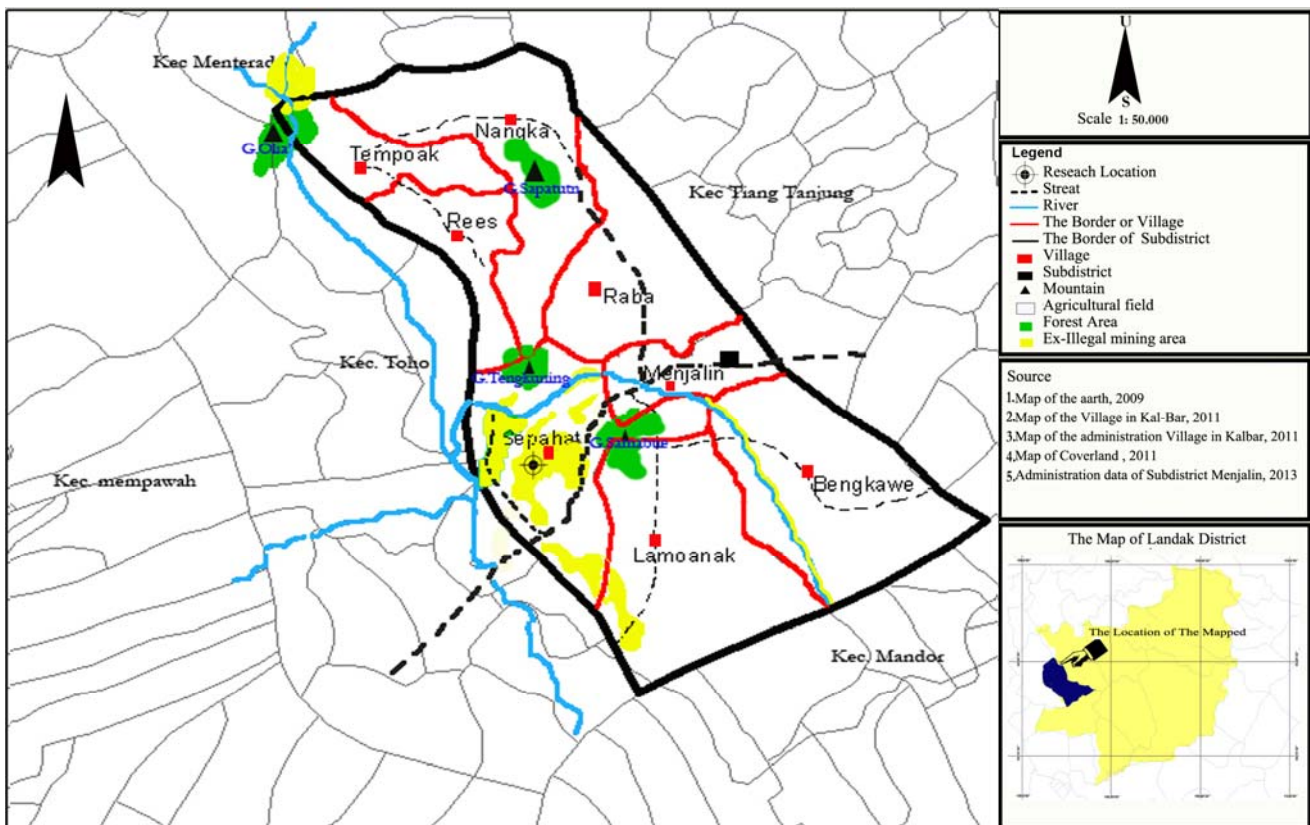 Kec Menterad
G.Olia'
Nangka
Tempoak
Kec Tiang Tanjung
Rees
Raba
Kec. Toho
Menjalin
G.Tengkuning
Sepahat
Kec. mempawah
Bengkawe
Lamoanak
Kec. Mandor
U
S
Scale 1: 50.000
Legend
Reseach Location
Streat
River
The Border or Village
The Border of Subdistrict
Village
Subdistrict
Mountain
Agricultural field
Forest Area
Ex-Illegal mining area
Source
1.Map of the aarth, 2009
2.Map of the Village in Kal-Bar, 2011
3.Map of the administration Village in Kalbar, 2011
4,Map of Coverland , 2011
5,Administration data of Subdistrict Menjalin, 2013
The Map of Landak District
The Location of The Mapped